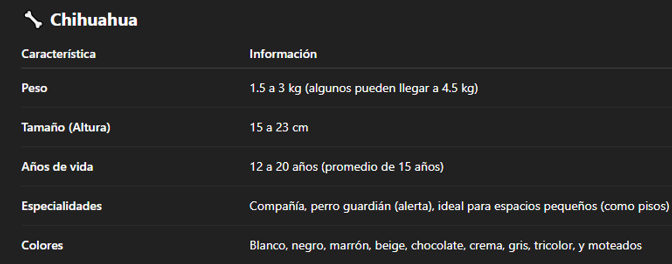 🦴 Chihuahua
Característica Información
Peso 1.5 a 3 kg (algunos pueden llegar a 4.5 kg)
Tamaño (Altura) 15 a 23 cm
Años de vida 12 a 20 años (promedio de 15 años)
Especialidades Compañía, perro guardián (alerta), ideal para espacios pequeños (como pisos)
Colores Blanco, negro, marrón, beige, chocolate, crema, gris, tricolor, y moteados